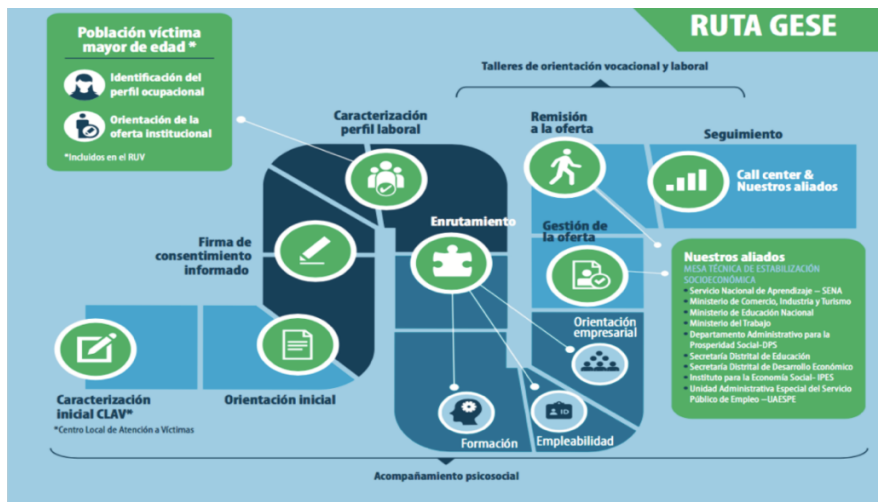 RUTA GESE
Población víctima
mayor de edad *
Identificación del
perfil ocupacional
Orientación de la
oferta institucional
*Incluidos en el RUV
Talleres de orientación vocacional y laboral
Caracterización
perfil laboral
Remisión
a la oferta
Seguimiento
Call center &
Nuestros aliados
Firma de
consentimiento
informado
Enrutamiento
Gestión de
la oferta
Nuestros aliados
MESA TÉCNICA DE ESTABILIZACIÓN
SOCIOECONÓMICA
• Servicio Nacional de Aprendizaje – SENA
• Ministerio de Comercio, Industria y Turismo
• Ministerio de Educación Nacional
• Ministerio del Trabajo
• Departamento Administrativo para la
Prosperidad Social-DPS
• Secretaría Distrital de Educación
• Secretaría Distrital de Desarrollo Económico
• Instituto para la Economía Social- IPES
• Unidad Administrativa Especial del Servicio
Público de Empleo –UAESPE
Orientación
empresarial
Caracterización
inicial CLAV*
*Centro Local de Atención a Víctimas
Orientación inicial
Formación
ID
Empleabilidad
Acompañamiento psicosocial